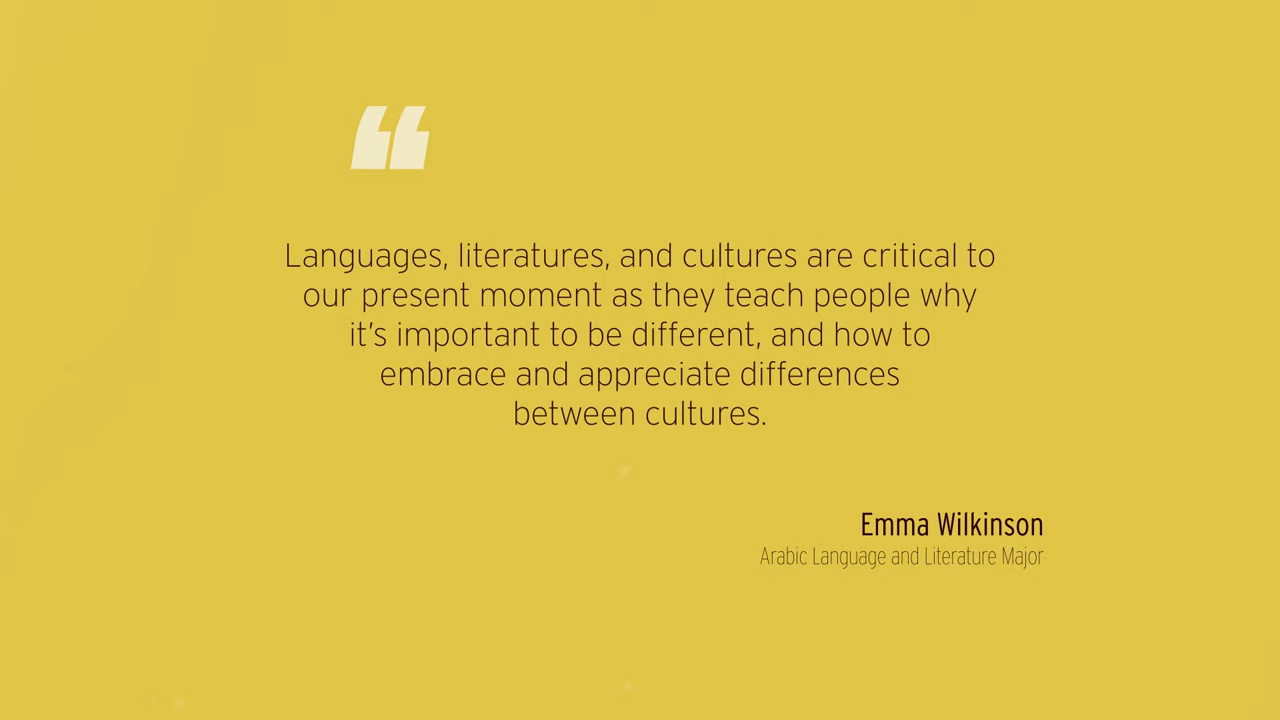 “
Languages, literatures, and cultures are critical to
our present moment as they teach people why
it’s important to be different, and how to
embrace and appreciate differences
between cultures.
Emma Wilkinson
Arabic Language and Literature Major